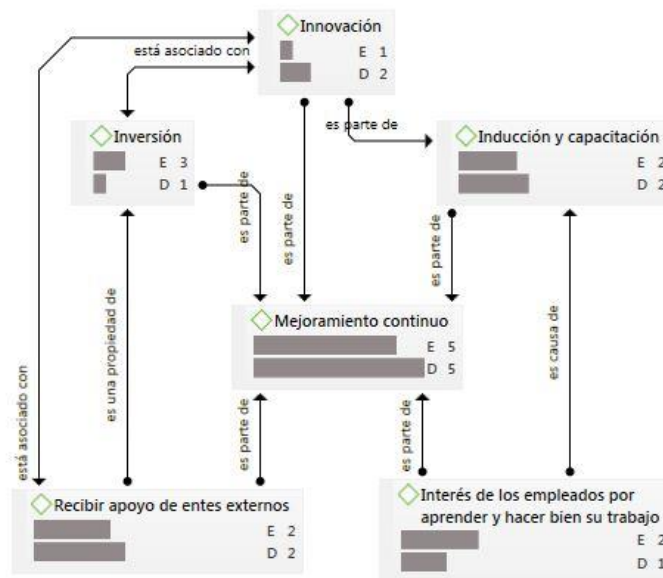 Innovación
E 1
D 2
está asociado con
Inversión
E 3
D 1
es parte de
Inducción y capacitación
E 2
D 2
es parte de
es parte de
es parte de
Mejoramiento continuo
E 5
D 5
es una propiepad de
es causa de
está asociado con
es parte de
es parte de
Recibir apoyo de entes externos
E 2
D 2
Interés de los empleados por
aprender y hacer bien su trabajo
E 2
D 1